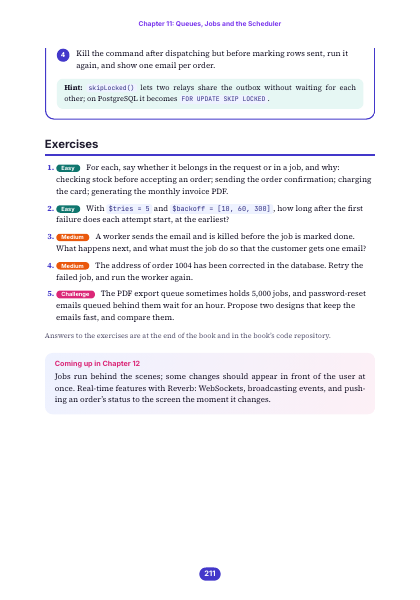 Chapter 11: Queues, Jobs and the Scheduler
4 Kill the command after dispatching but before marking rows sent, run it
again, and show one email per order.
Hint: skipLocked() lets two relays share the outbox without waiting for each
other; on PostgreSQL it becomes FOR UPDATE SKIP LOCKED.
Exercises
1. Easy For each, say whether it belongs in the request or in a job, and why:
checking stock before accepting an order; sending the order confirmation; charging
the card; generating the monthly invoice PDF.
2. Easy With $tries = 5 and $backoff = [10, 60, 300], how long after the first
failure does each attempt start, at the earliest?
3. Medium A worker sends the email and is killed before the job is marked done.
What happens next, and what must the job do so that the customer gets one email?
4. Medium The address of order 1004 has been corrected in the database. Retry the
failed job, and run the worker again.
5. Challenge The PDF export queue sometimes holds 5,000 jobs, and password-reset
emails queued behind them wait for an hour. Propose two designs that keep the
emails fast, and compare them.
Answers to the exercises are at the end of the book and in the book's code repository.
Coming up in Chapter 12
Jobs run behind the scenes; some changes should appear in front of the user at
once. Real-time features with Reverb: WebSockets, broadcasting events, and push-
ing an order's status to the screen the moment it changes.
211